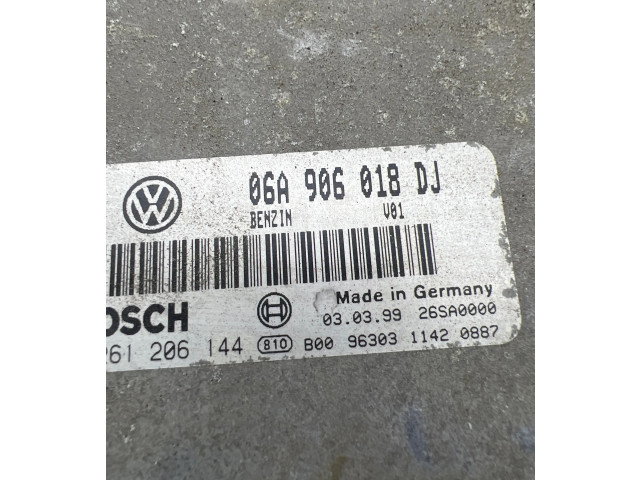 06A 906 018 DJ
BENZIN V01
OSCH
Made in Germany
03.03.99 26SA0000
261 206 144 810 B00 96303 1142 0887